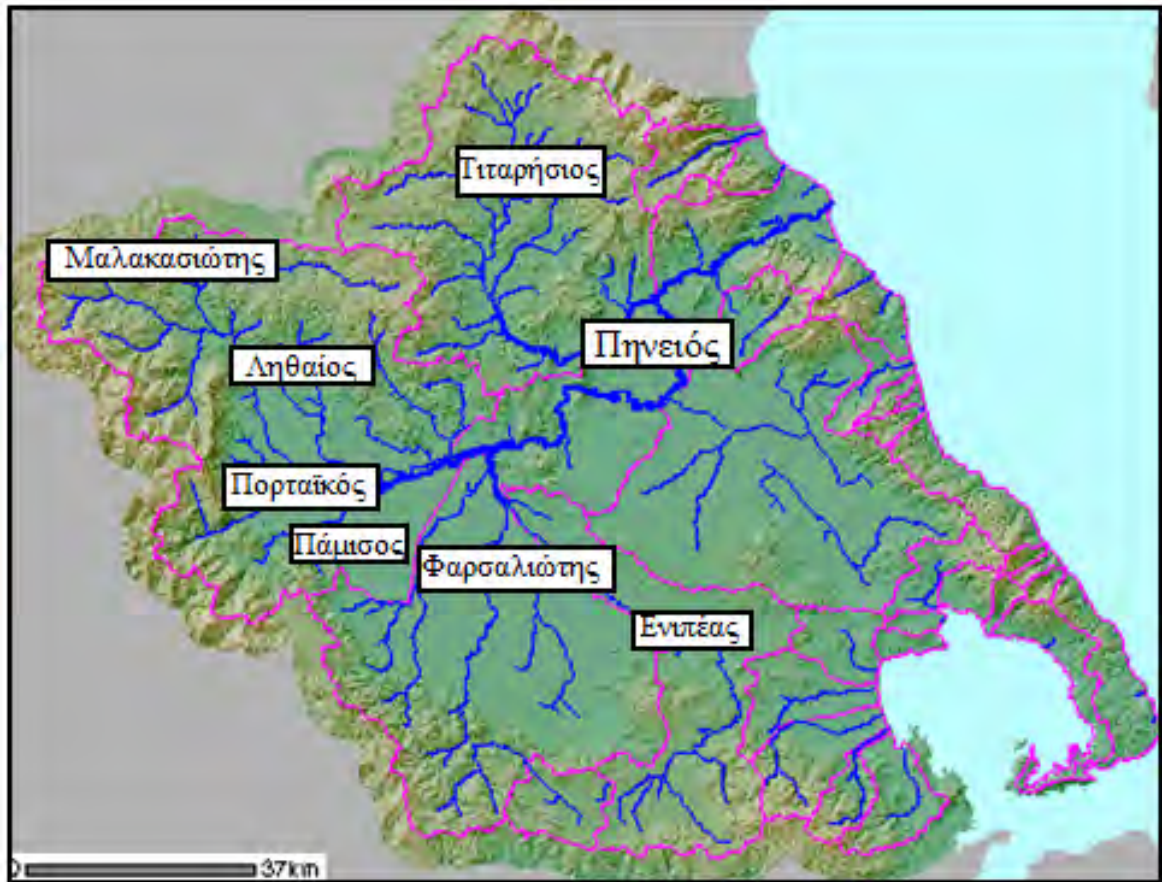 Τιταρήσιος
Μαλακασιώτης
Πηνειός
Ληθαίος
Πορταϊκός
Πάμισος
Φαρσαλιώτης
Ενιπέας
0 37km